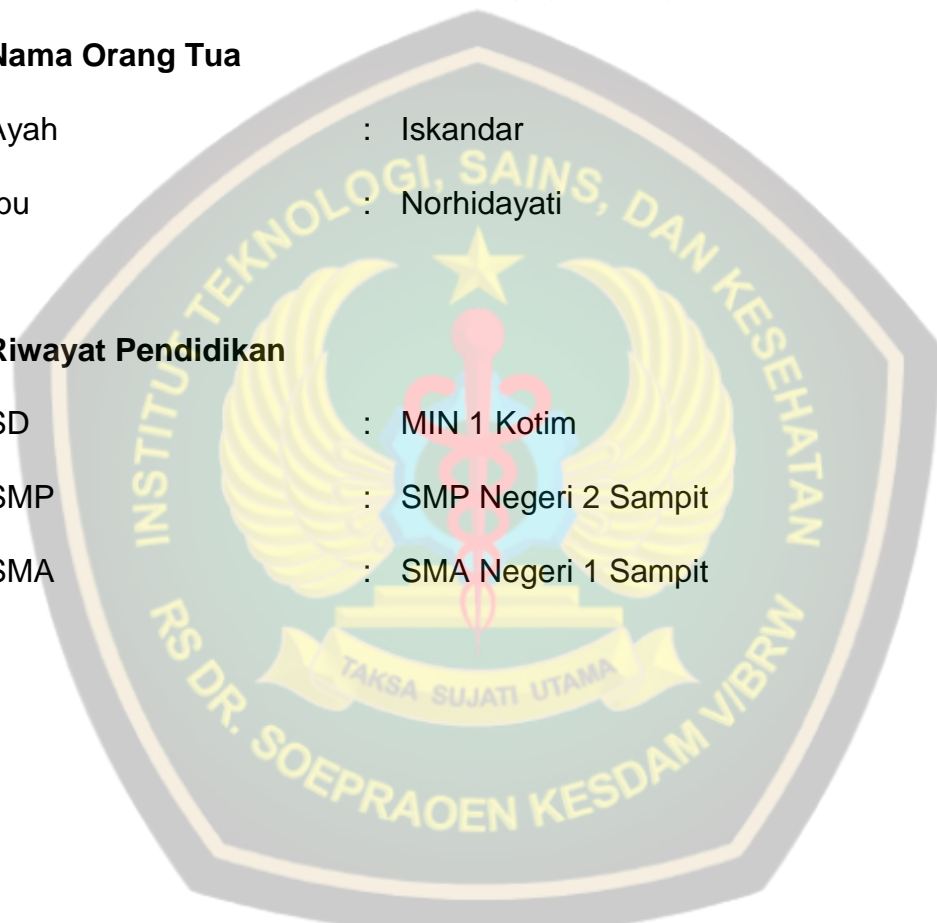 Nama Orang Tua
Ayah : Iskandar
Ibu : Norhidayati
Riwayat Pendidikan
SD : MIN 1 Kotim
SMP : SMP Negeri 2 Sampit
SMA : SMA Negeri 1 Sampit
INSTITUT TEKNOLOGI, SAINS, DAN KESEHATAN
TAKSA SUJATI UTAMA
RS DR. SOEPRAOEN KESDAM V/BRW